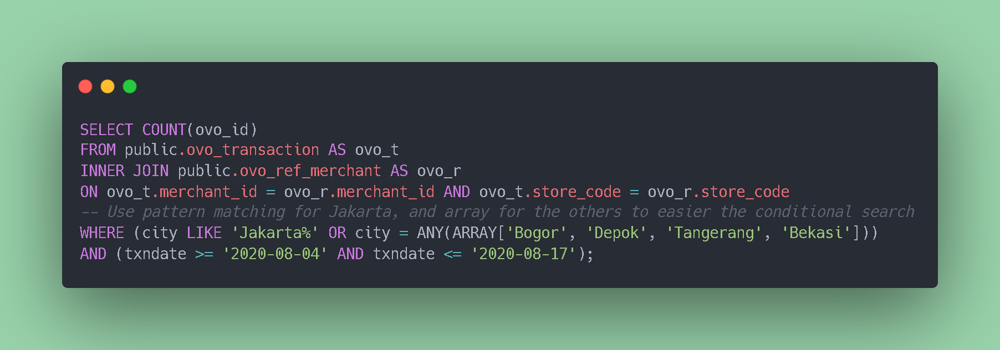 SELECT COUNT(ovo_id)
FROM public.ovo_transaction AS ovo_t
INNER JOIN public.ovo_ref_merchant AS ovo_r
ON ovo_t.merchant_id = ovo_r.merchant_id AND ovo_t.store_code = ovo_r.store_code
-- Use pattern matching for Jakarta, and array for the others to easier the conditional search
WHERE (city LIKE 'Jakarta%' OR city = ANY(ARRAY['Bogor', 'Depok', 'Tangerang', 'Bekasi']))
AND (txndate >= '2020-08-04' AND txndate <= '2020-08-17');